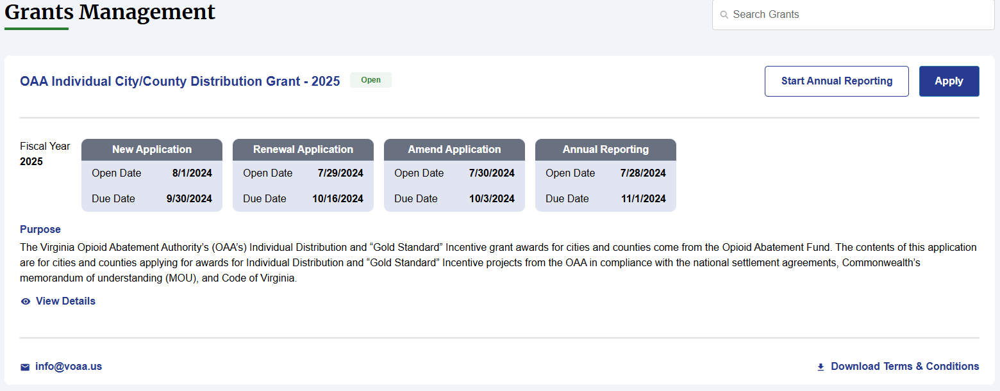 Grants Management
Search Grants
OAA Individual City/County Distribution Grant - 2025
Open
Start Annual Reporting
Apply
Fiscal Year
2025
New Application
Open Date 8/1/2024
Due Date 9/30/2024
Renewal Application
Open Date 7/29/2024
Due Date 10/16/2024
Amend Application
Open Date 7/30/2024
Due Date 10/3/2024
Annual Reporting
Open Date 7/28/2024
Due Date 11/1/2024
Purpose
The Virginia Opioid Abatement Authority’s (OAA’s) Individual Distribution and “Gold Standard” Incentive grant awards for cities and counties come from the Opioid Abatement Fund. The contents of this application
are for cities and counties applying for awards for Individual Distribution and “Gold Standard” Incentive projects from the OAA in compliance with the national settlement agreements, Commonwealth’s
memorandum of understanding (MOU), and Code of Virginia.
View Details
info@voaa.us
Download Terms & Conditions